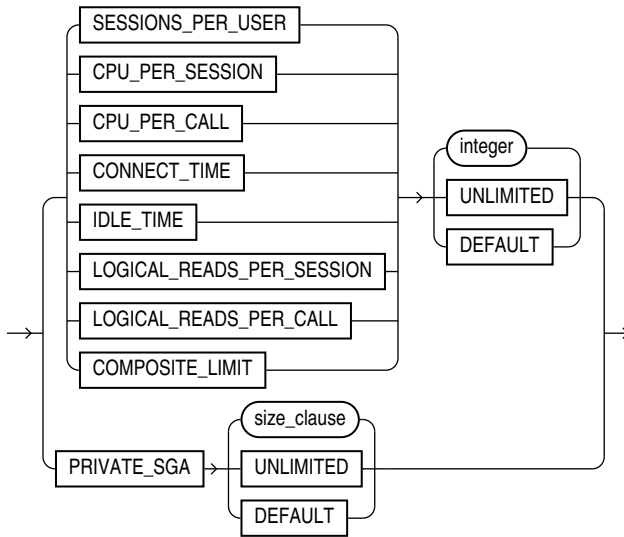 SESSIONS_PER_USER
CPU_PER_SESSION
CPU_PER_CALL
CONNECT_TIME
IDLE_TIME
LOGICAL_READS_PER_SESSION
LOGICAL_READS_PER_CALL
COMPOSITE_LIMIT
integer
UNLIMITED
DEFAULT
PRIVATE_SGA
size_clause
UNLIMITED
DEFAULT